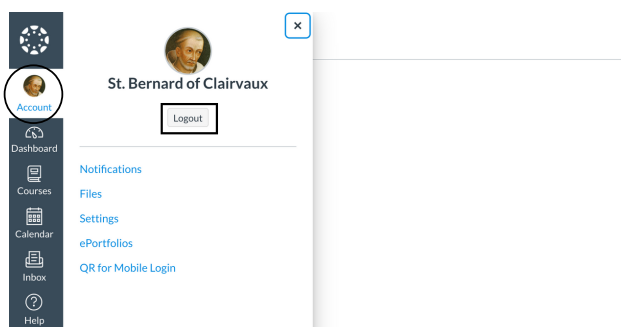 ×
St. Bernard of Clairvaux
Logout
Account
Dashboard
Courses
Calendar
Inbox
Help
Notifications
Files
Settings
ePortfolios
QR for Mobile Login